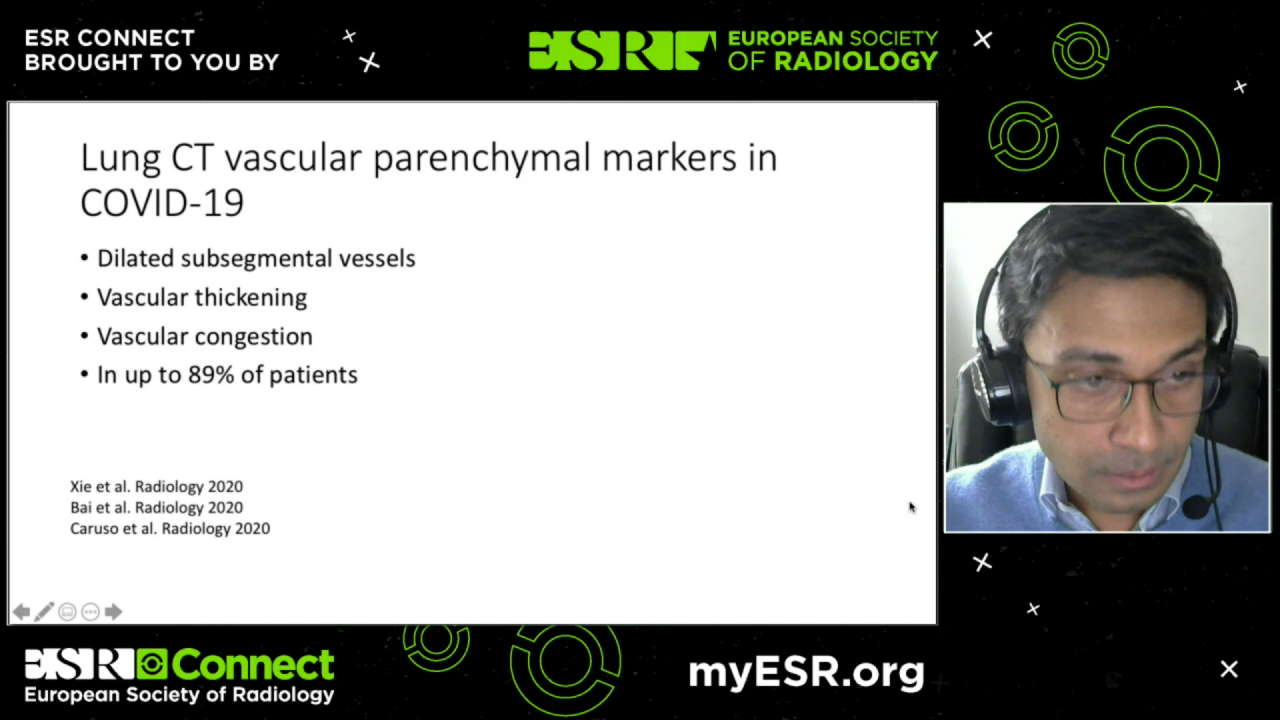 ESR CONNECT
BROUGHT TO YOU BY
ESR EUROPEAN SOCIETY
OF RADIOLOGY
Lung CT vascular parenchymal markers in
COVID-19
• Dilated subsegmental vessels
• Vascular thickening
• Vascular congestion
• In up to 89% of patients
Xie et al. Radiology 2020
Bai et al. Radiology 2020
Caruso et al. Radiology 2020
ESR Connect
European Society of Radiology
myESR.org